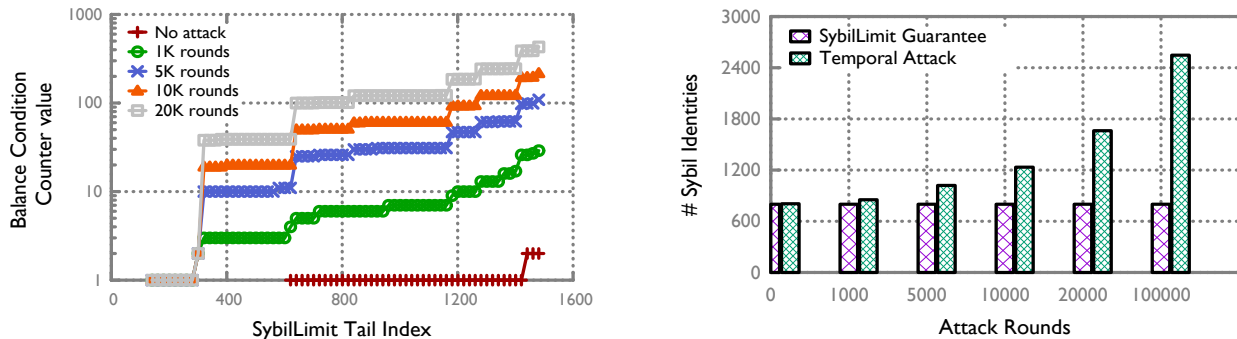 Balance Condition
Counter value
1000
100
10
1
0
400
800
1200
1600
No attack
1K rounds
5K rounds
10K rounds
20K rounds
SybilLimit Tail Index
# Sybil Identities
3000
2400
1800
1200
600
0
SybilLimit Guarantee
Temporal Attack
0
1000
5000
10000
20000
100000
Attack Rounds